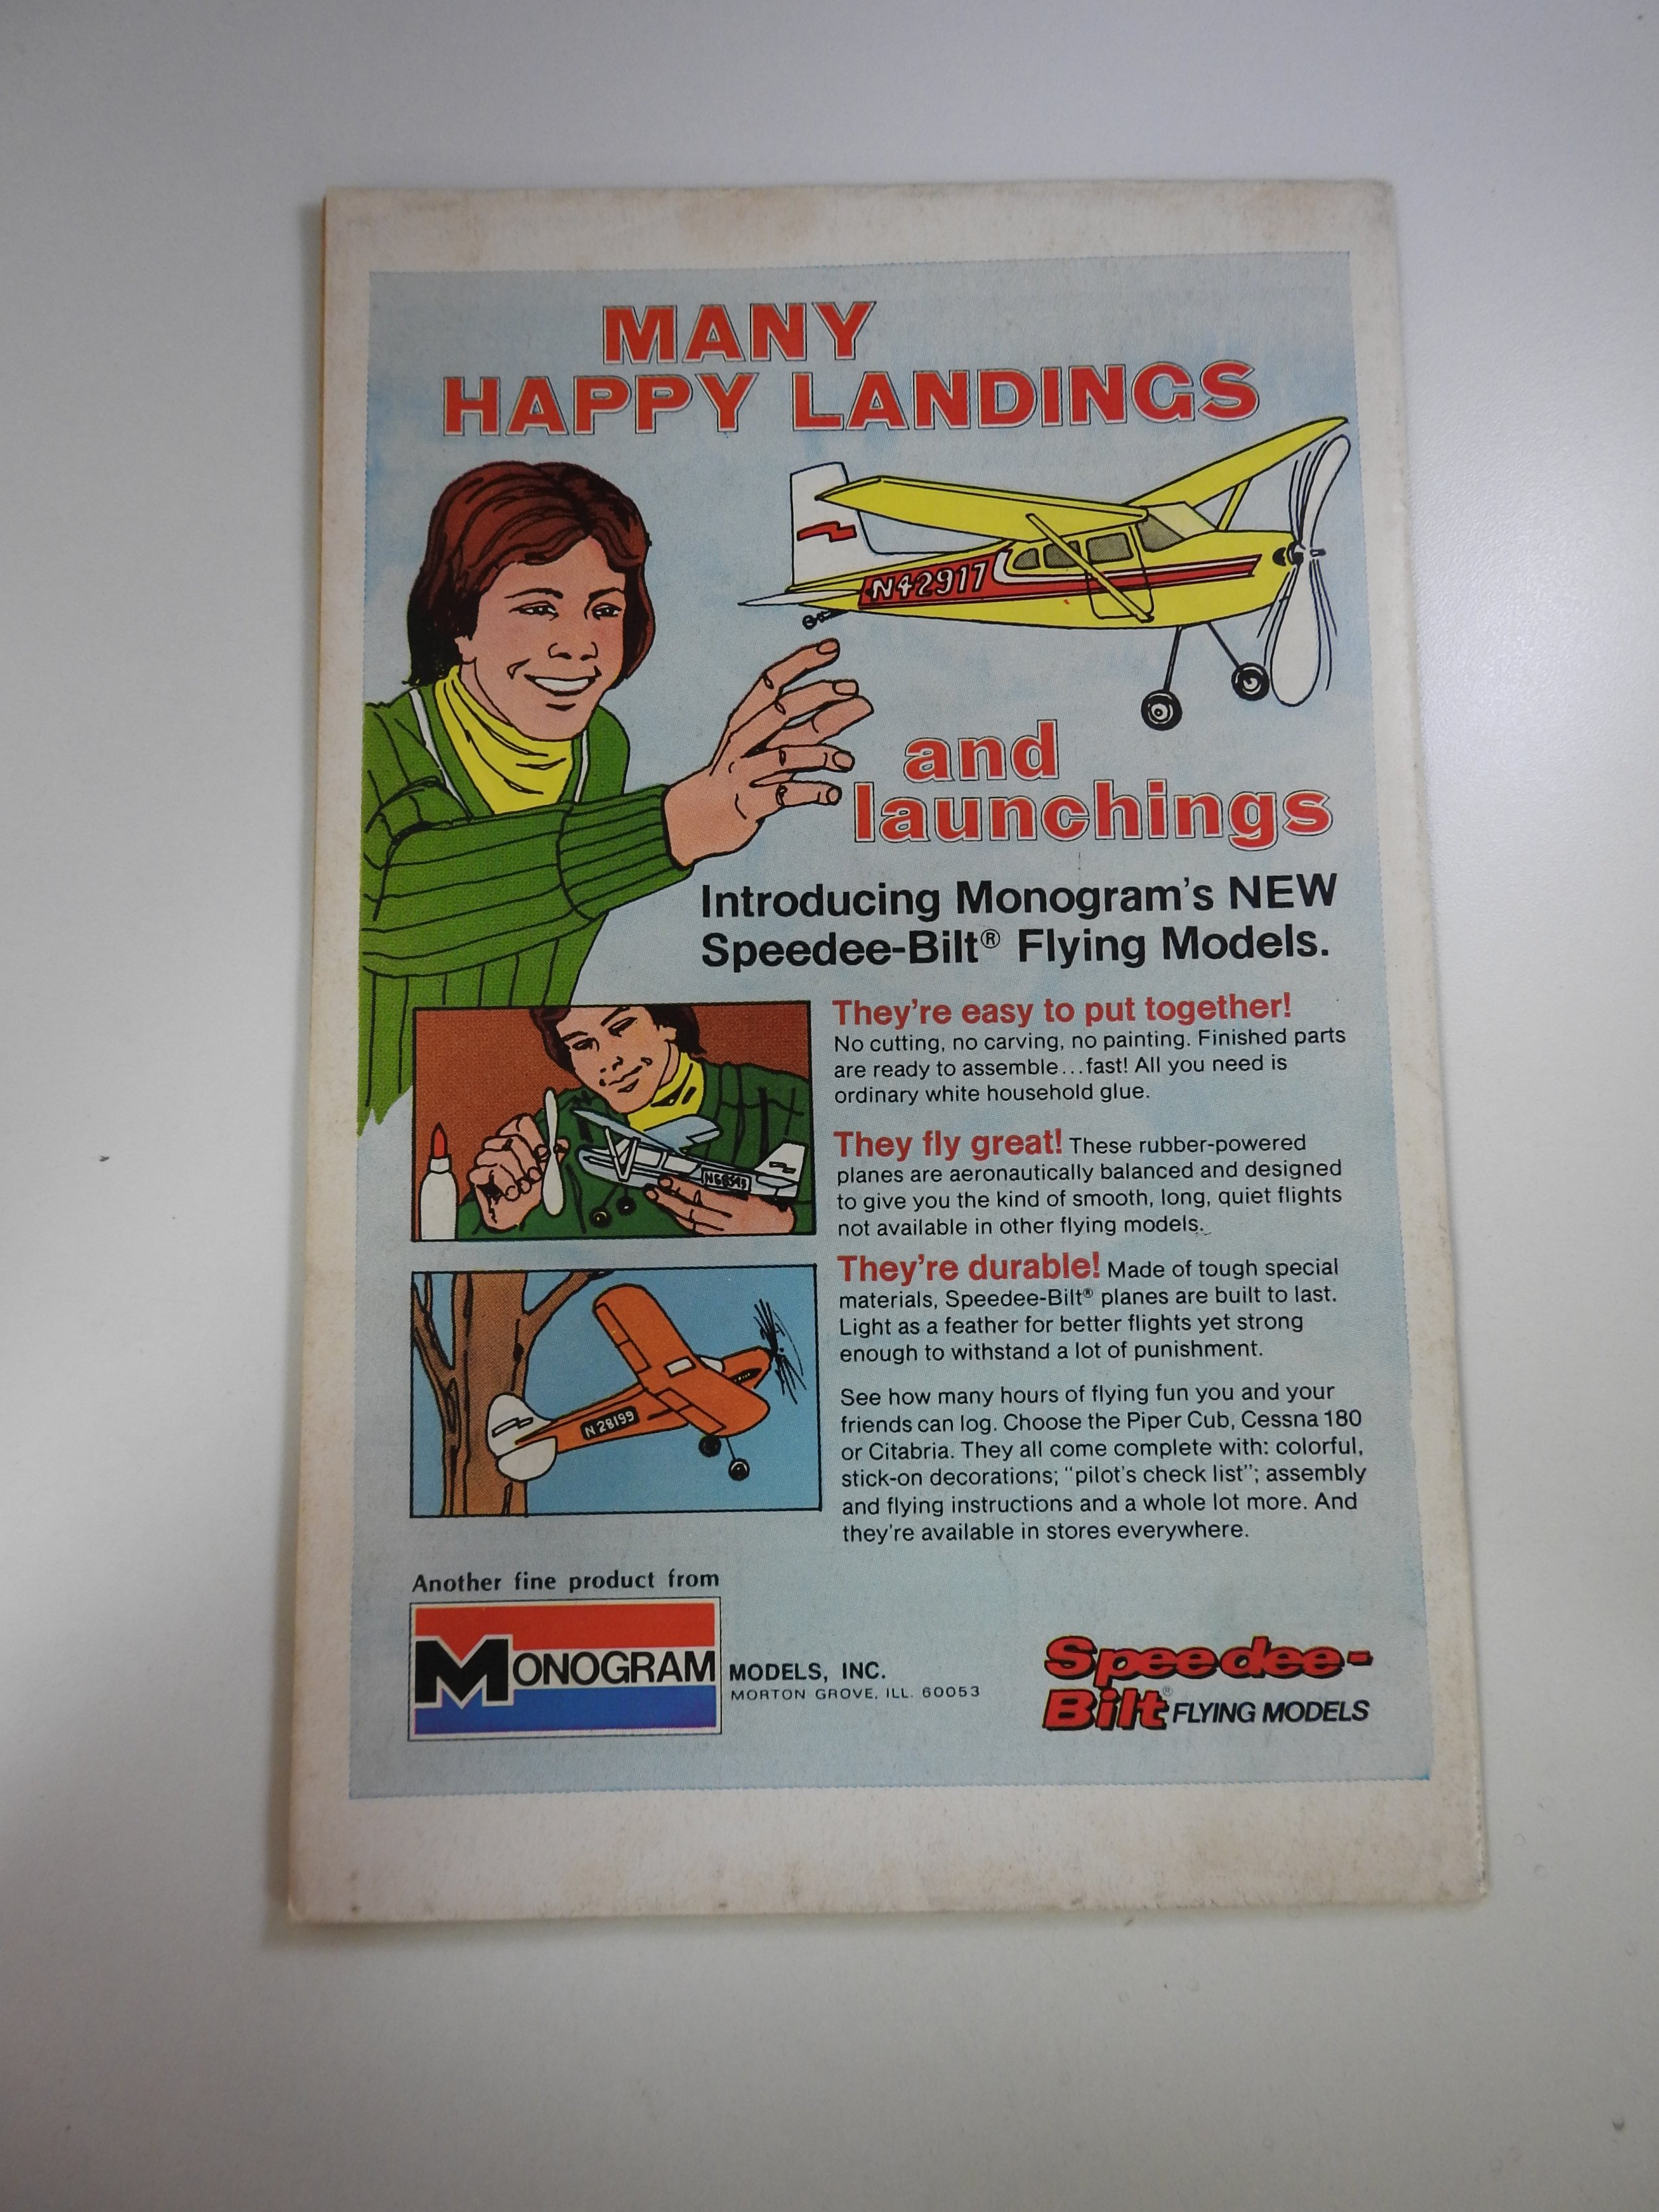 MANY
HAPPY LANDINGS
N42917
and
launchings
Introducing Monogram's NEW
Speedee-Bilt® Flying Models.
They're easy to put together!
No cutting, no carving, no painting. Finished parts
are ready to assemble...fast! All you need is
ordinary white household glue.
They fly great! These rubber-powered
planes are aeronautically balanced and designed
to give you the kind of smooth, long, quiet flights
not available in other flying models.
They're durable! Made of tough special
materials, Speedee-Bilt® planes are built to last.
Light as a feather for better flights yet strong
enough to withstand a lot of punishment.
N28199
See how many hours of flying fun you and your
friends can log. Choose the Piper Cub, Cessna 180
or Citabria. They all come complete with: colorful,
stick-on decorations; "pilot's check list"; assembly
and flying instructions and a whole lot more. And
they're available in stores everywhere.
Another fine product from
MONOGRAM MODELS, INC.
MORTON GROVE, ILL. 60053
Speedee-
Bilt® FLYING MODELS